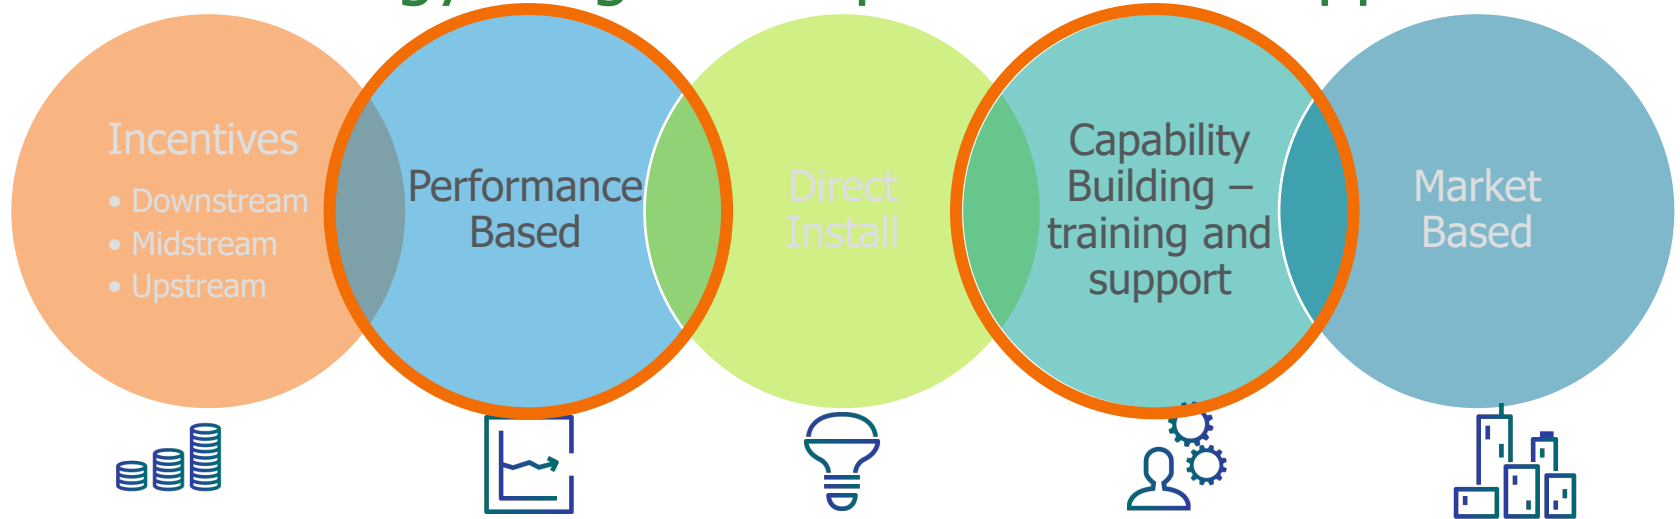 Incentives
• Downstream
• Midstream
• Upstream
Performance
Based
Direct
Install
Capability
Building –
training and
support
Market
Based